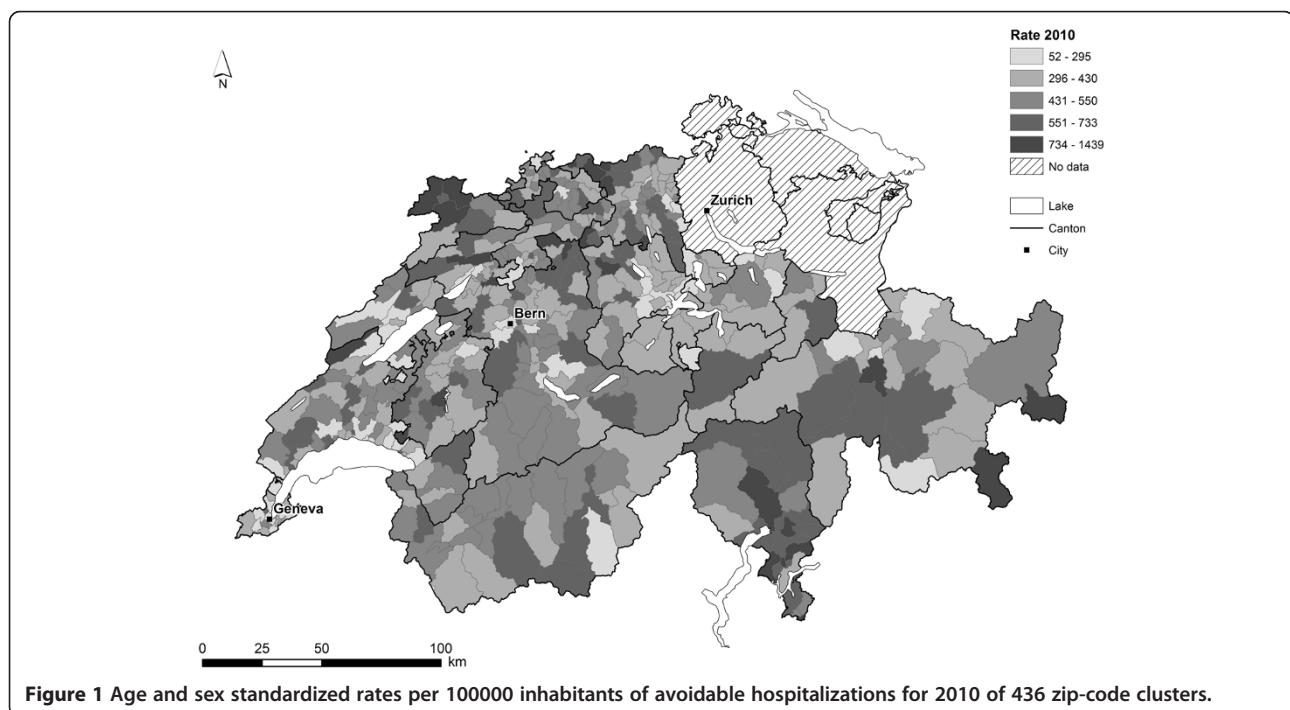 N
Rate 2010
52 - 295
296 - 430
431 - 550
551 - 733
734 - 1439
No data
Lake
Canton
City
Zurich
Bern
Geneva
0 25 50 100
km
Figure 1 Age and sex standardized rates per 100000 inhabitants of avoidable hospitalizations for 2010 of 436 zip-code clusters.